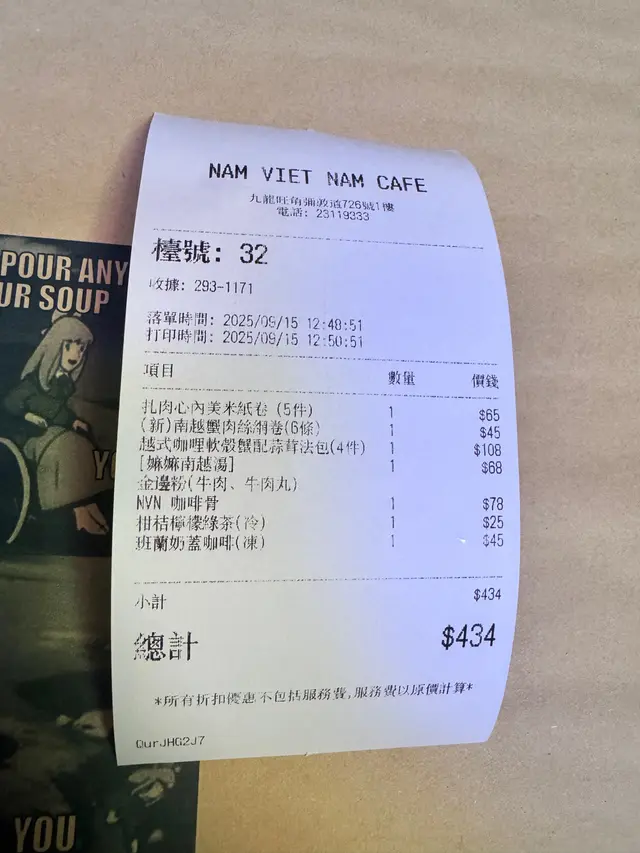 NAM VIET NAM CAFE
九龍旺角彌敦道726號1樓
電話: 23119333
檯號: 32
收據: 293-1171
落單時間: 2025/09/15 12:48:51
打印時間: 2025/09/15 12:50:51
項目 數量 價錢
扎肉心內美米紙卷 (5件) 1 $65
(新)南越蟹肉絲網卷(6條) 1 $45
越式咖哩軟殼蟹配蒜茸法包(4件) 1 $108
[嫲嫲南越湯] 1 $68
金邊粉(牛肉、牛肉丸)
NVN 咖啡骨 1 $78
柑桔檸檬綠茶(冷) 1 $25
班蘭奶蓋咖啡(凍) 1 $45
小計 $434
總計 $434
*所有折扣優惠不包括服務費,服務費以原價計算*
QurJHG2J7
POUR ANY
UR SOUP
YOU